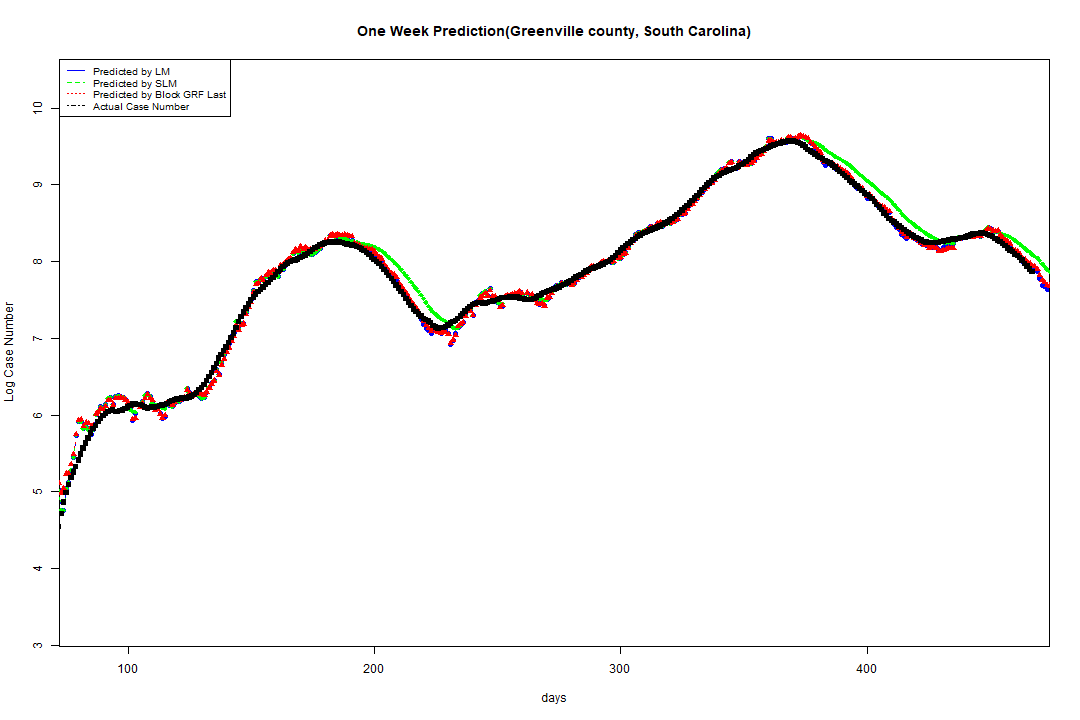 One Week Prediction(Greenville county, South Carolina)
Predicted by LM
Predicted by SLM
Predicted by Block GRF Last
Actual Case Number
10
9
8
7
6
5
4
3
Log Case Number
100 200 300 400
days